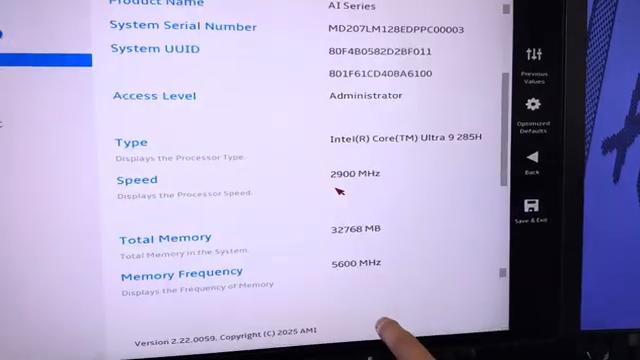 Product Name AI Series
System Serial Number MD207LM128EDPPC00003
System UUID 80F4B0582D2BF011
801F61CD408A6100
Access Level Administrator
Type Intel(R) Core(TM) Ultra 9 285H
Displays the Processor Type.
Speed 2900 MHz
Displays the Processor Speed.
Total Memory 32768 MB
Total Memory in the System.
Memory Frequency 5600 MHz
Displays the Frequency of Memory
Version 2.22.0059. Copyright (C) 2025 AMI
Previous
Values
Optimized
Defaults
Back
Save & Exit